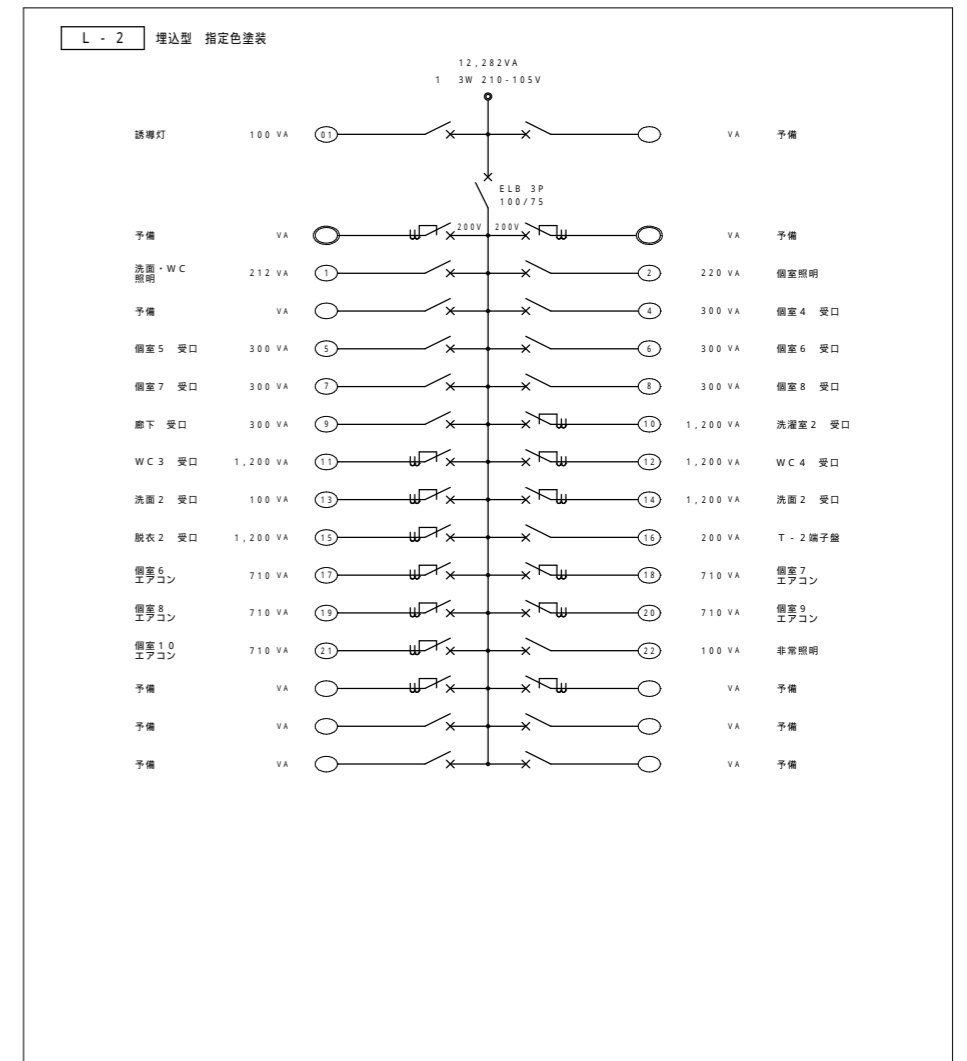 L - 2 埋込型 指定色塗装
12,282VA
1 3W 210-105V
誘導灯 100 VA 01 VA 予備
ELB 3P
100/75
予備 VA 200V 200V VA 予備
洗面・WC
照明 212 VA 1 2 220 VA 個室照明
予備 VA 4 300 VA 個室4 受口
個室5 受口 300 VA 5 6 300 VA 個室6 受口
個室7 受口 300 VA 7 8 300 VA 個室8 受口
廊下 受口 300 VA 9 10 1,200 VA 洗濯室2 受口
WC3 受口 1,200 VA 11 12 1,200 VA WC4 受口
洗面2 受口 100 VA 13 14 1,200 VA 洗面2 受口
脱衣2 受口 1,200 VA 15 16 200 VA T-2端子盤
個室6
エアコン 710 VA 17 18 710 VA 個室7
エアコン
個室8
エアコン 710 VA 19 20 710 VA 個室9
エアコン
個室10
エアコン 710 VA 21 22 100 VA 非常照明
予備 VA VA 予備
予備 VA VA 予備
予備 VA VA 予備